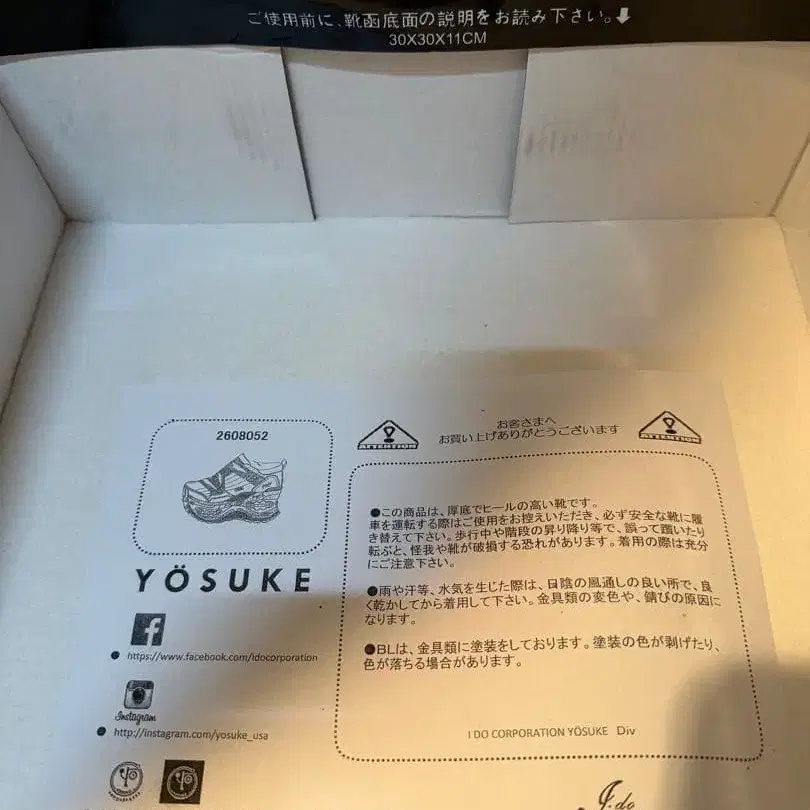 ご使用前に、靴函底面の説明をお読み下さい。⬇
30X30X11CM
2608052
YÖSUKE
https://www.facebook.com/idocorporation
Instagram
http://instagram.com/yosuke_usa
ATTENTION
お客さまへ
お買い上げありがとうございます
ATTENTION
●この商品は、厚底でヒールの高い靴です。
車を運転する際はご使用をお控えいただき、必ず安全な靴に履
き替えて下さい。歩行中や階段の昇り降り等で、誤って躓いたり
転ぶと、怪我や靴が破損する恐れがあります。着用の際は充分
にご注意下さい。
●雨や汗等、水気を生じた際は、日陰の風通しの良い所で、良
く乾かしてから着用して下さい。金具類の変色や、錆びの原因に
なります。
●BLは、金具類に塗装をしております。塗装の色が剥げたり、
色が落ちる場合があります。
I DO CORPORATION YÖSUKE Div
I.do